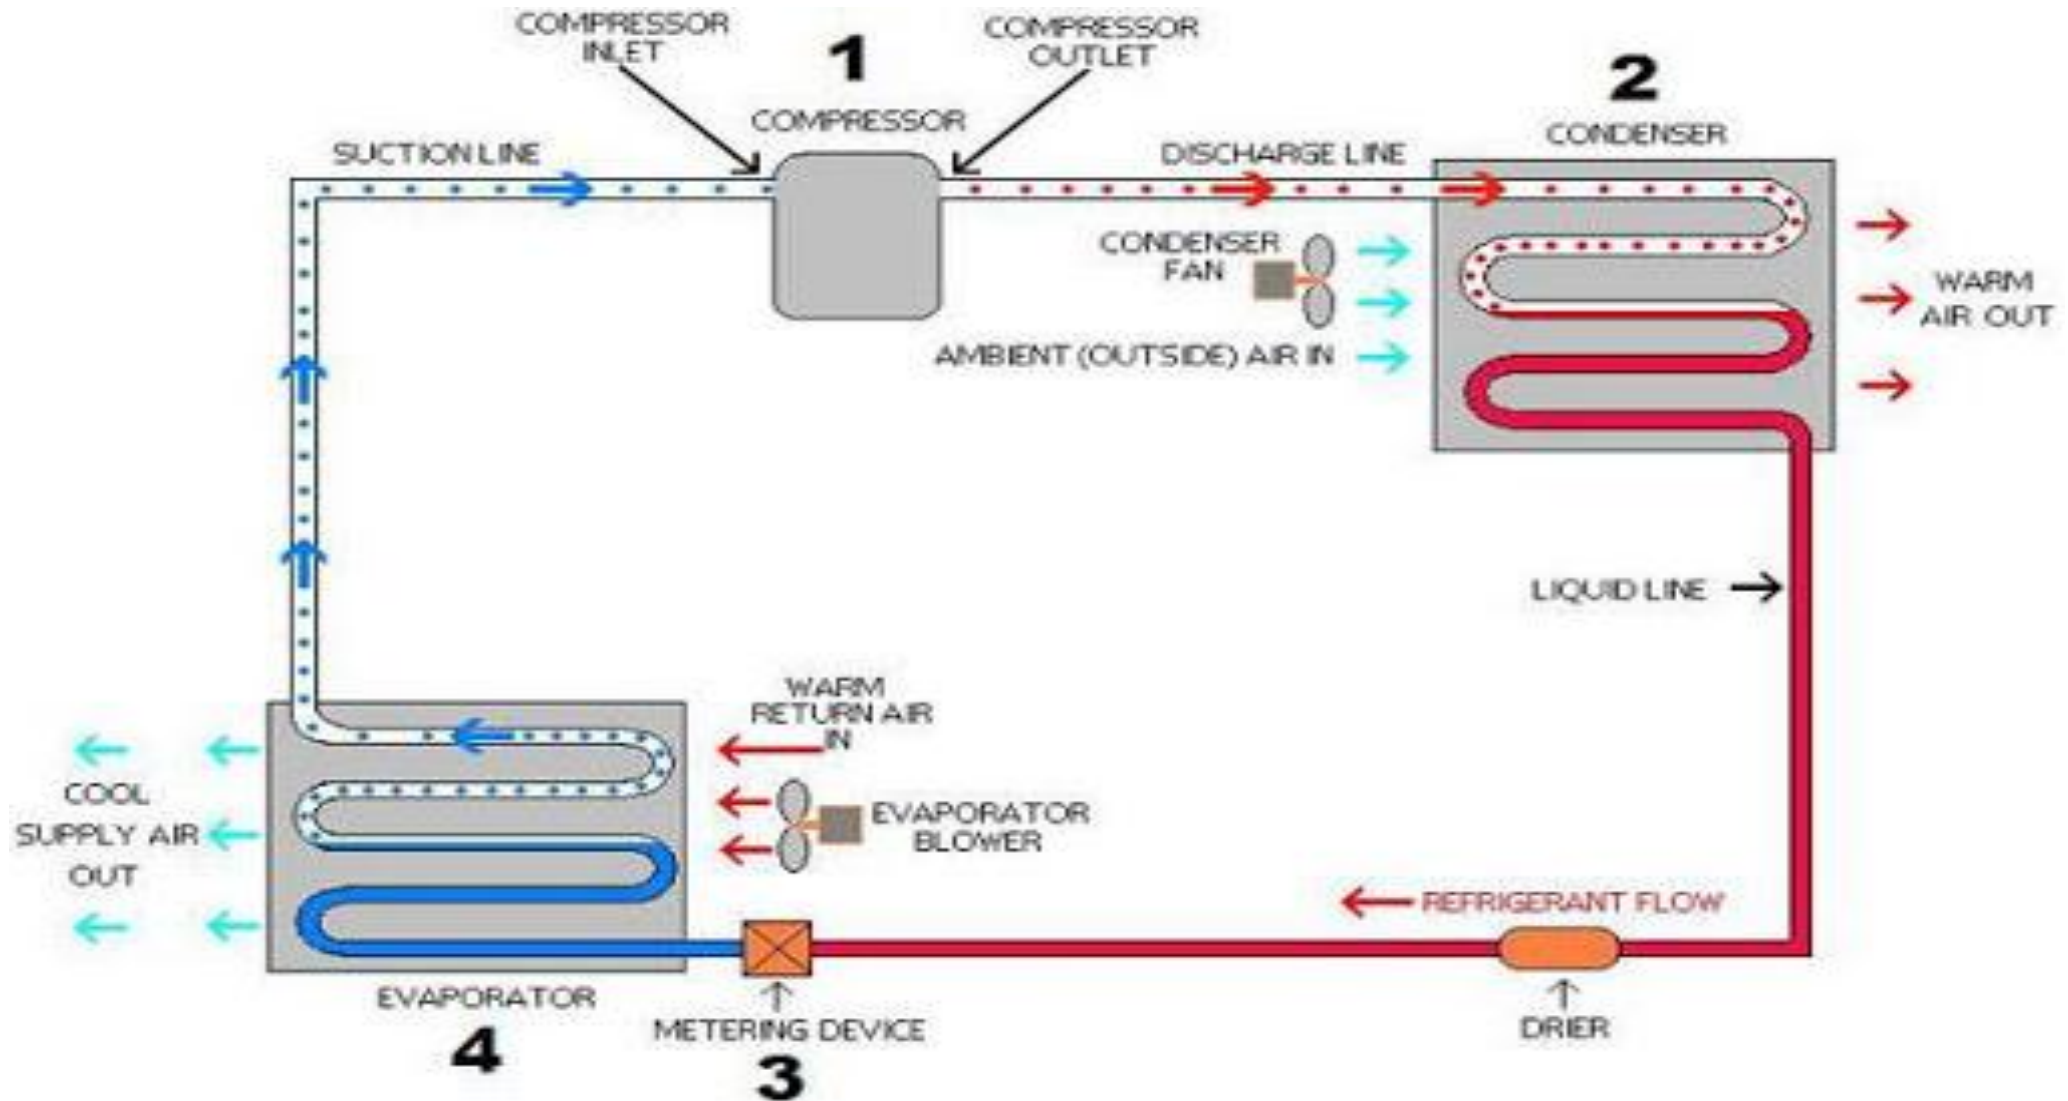 COMPRESSOR
INLET
1
COMPRESSOR
OUTLET
2
COMPRESSOR
CONDENSER
SUCTION LINE
DISCHARGE LINE
CONDENSER
FAN
WARM
AIR OUT
AMBIENT (OUTSIDE) AIR IN
LIQUID LINE
WARM
RETURN AIR
IN
COOL
SUPPLY AIR
OUT
EVAPORATOR
BLOWER
REFRIGERANT FLOW
EVAPORATOR
4
METERING DEVICE
3
DRIER